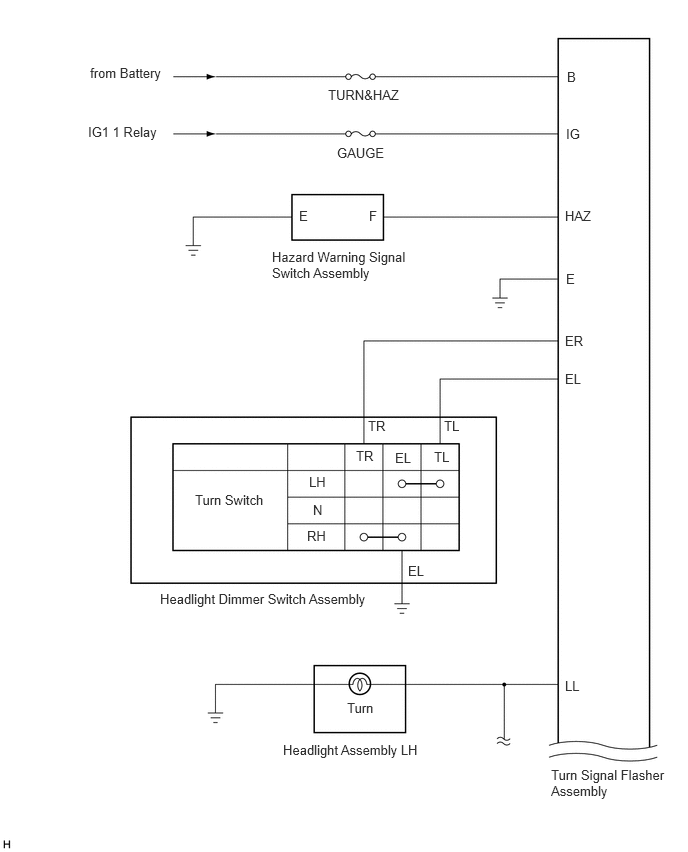 from Battery
B
TURN&HAZ
IG1 1 Relay
IG
GAUGE
E F
HAZ
Hazard Warning Signal
Switch Assembly
E
ER
EL
TR TL
TR EL TL
LH
Turn Switch
N
RH
EL
Headlight Dimmer Switch Assembly
LL
Turn
Headlight Assembly LH
Turn Signal Flasher
Assembly
H